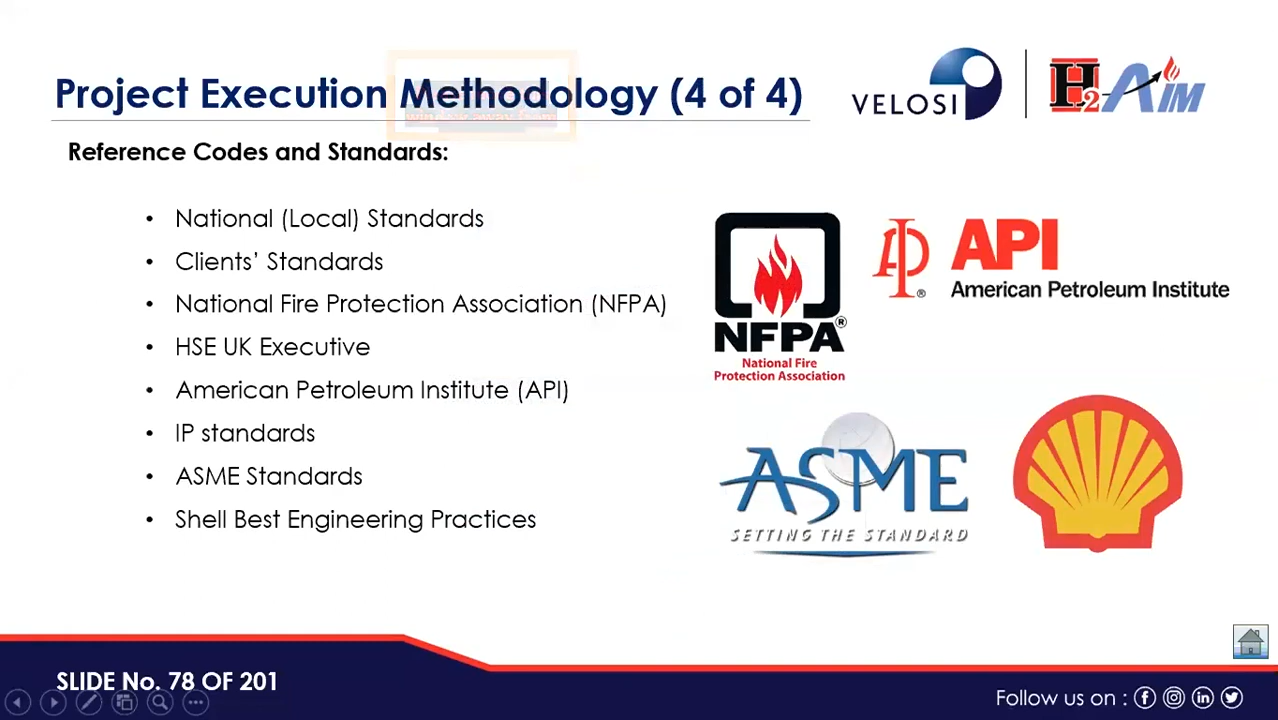 Project Execution Methodology (4 of 4)
VELOSI
H2-AIM
Reference Codes and Standards:
• National (Local) Standards
• Clients’ Standards
• National Fire Protection Association (NFPA)
• HSE UK Executive
• American Petroleum Institute (API)
• IP standards
• ASME Standards
• Shell Best Engineering Practices
NFPA®
National Fire
Protection Association
API
American Petroleum Institute
ASME
SETTING THE STANDARD
SLIDE No. 78 OF 201
Follow us on :